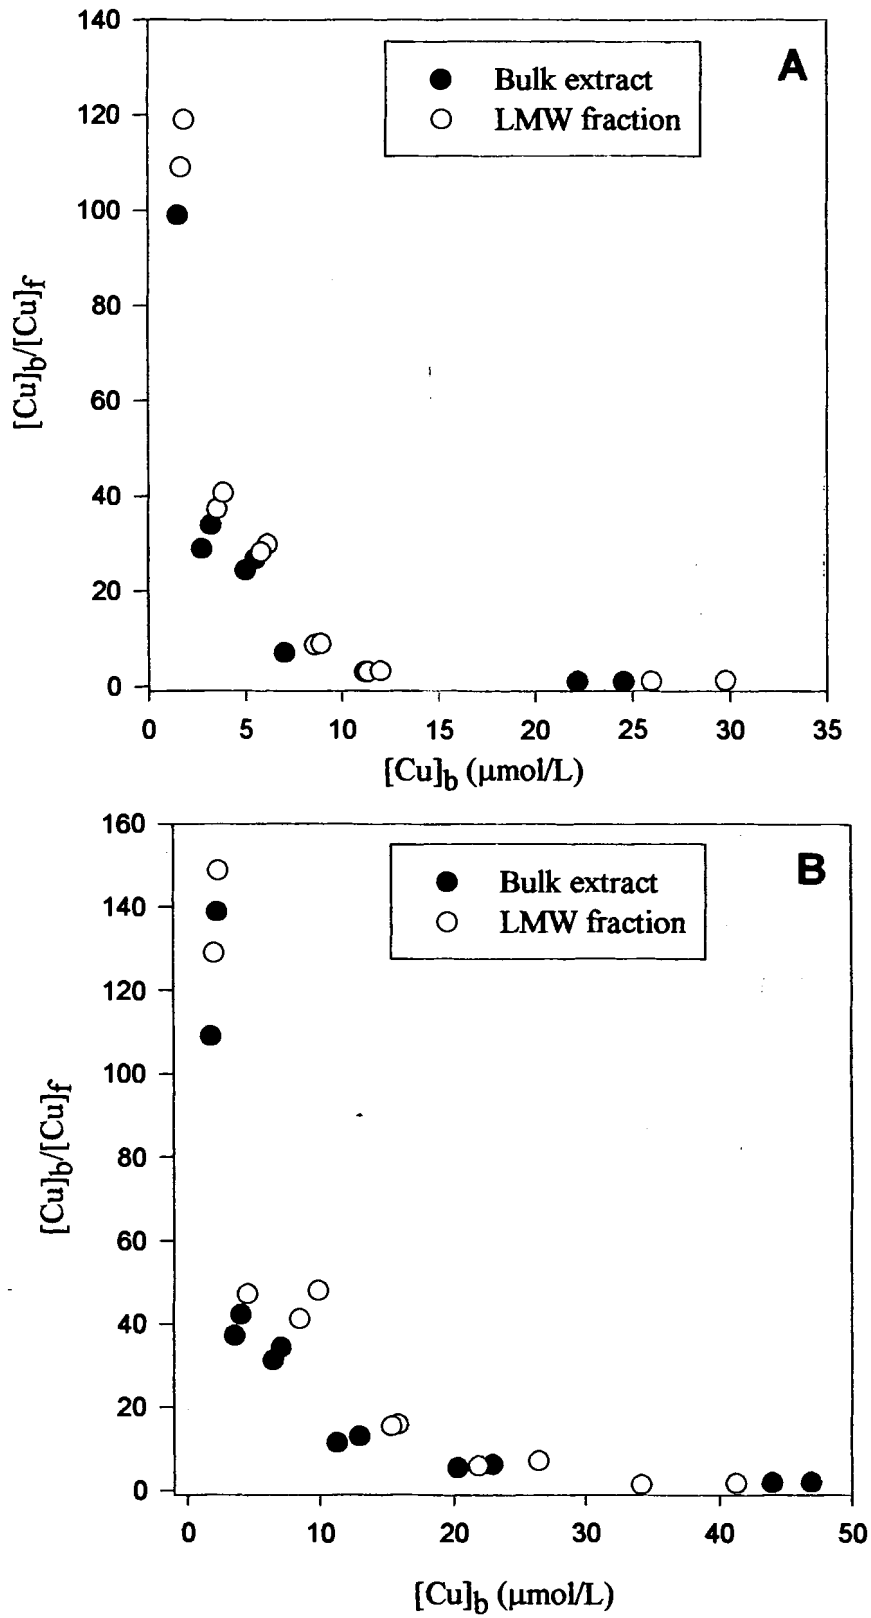 140
120
100
80
60
40
20
0
[Cu]b/[Cu]f
A
Bulk extract
LMW fraction
0 5 10 15 20 25 30 35
[Cu]b (μmol/L)
160
140
120
100
80
60
40
20
0
[Cu]b/[Cu]f
B
Bulk extract
LMW fraction
0 10 20 30 40 50
[Cu]b (μmol/L)